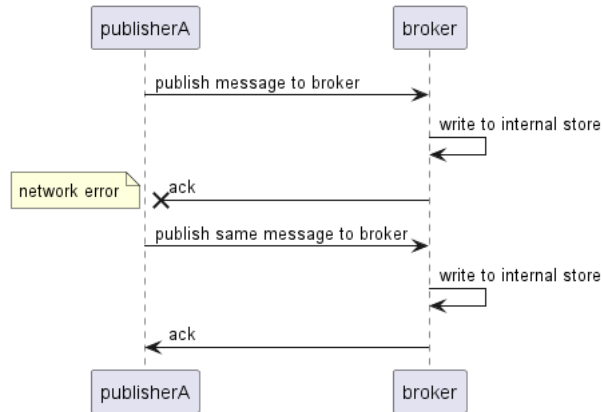 publisherA
broker
publish message to broker
write to internal store
network error
ack
publish same message to broker
write to internal store
ack
publisherA
broker